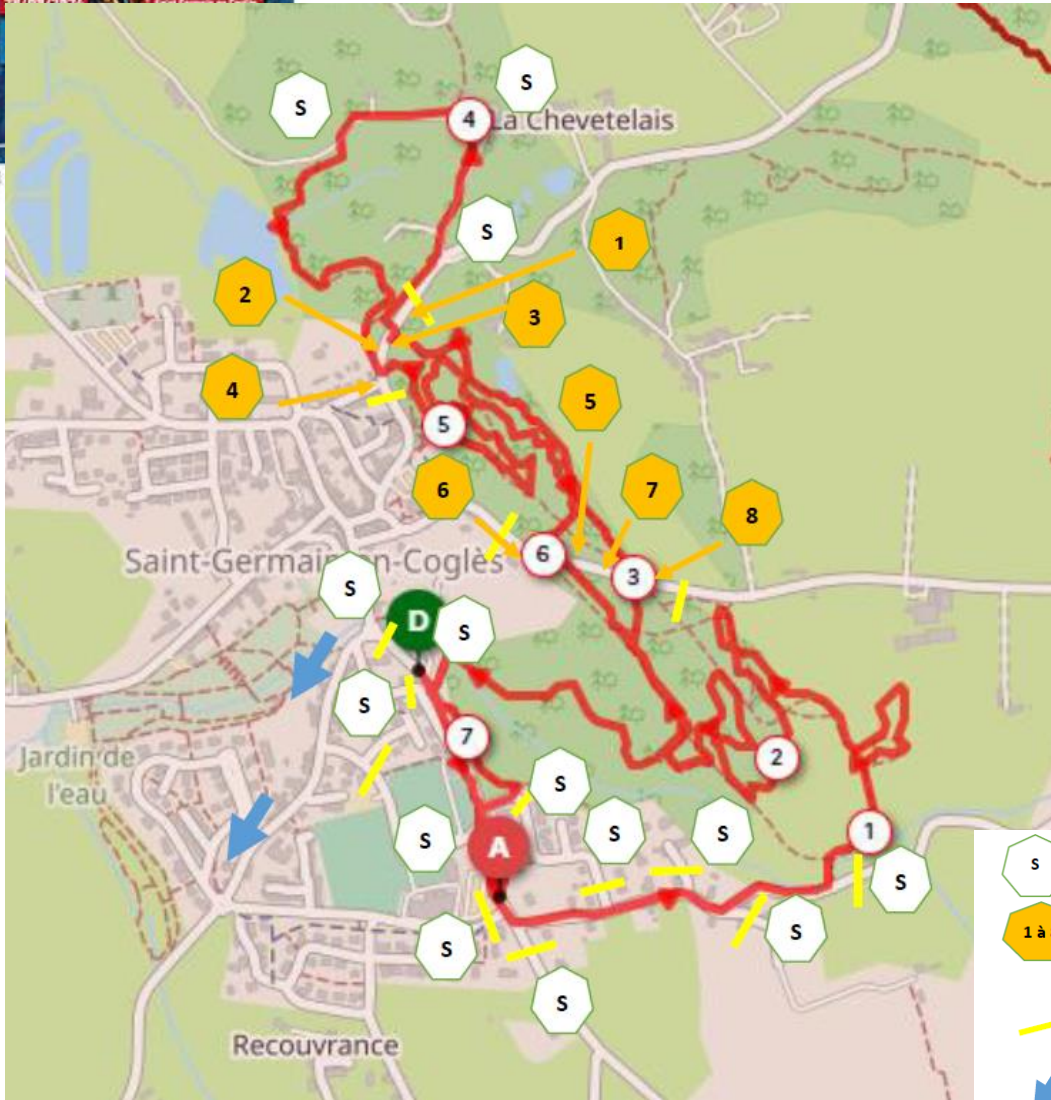 S
S
4
La Chevetelais
S
1
2
3
4
5
5
6
7
8
6
3
Saint-Germain-en-Coglès
S
D
S
S
7
2
Jardin de
l'eau
S
1
S
S
S
A
S
S
1 à
S
S
S
Recouvrance